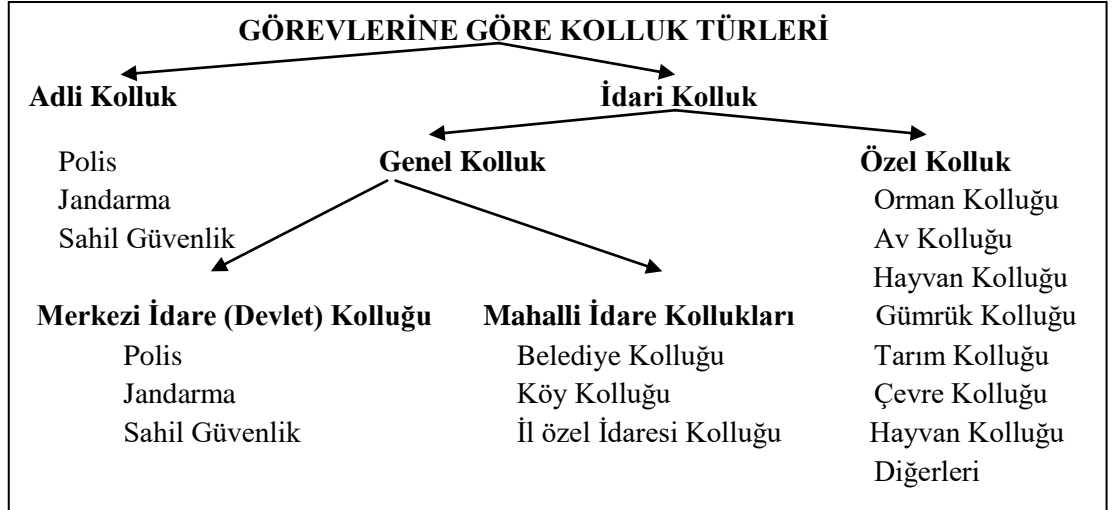 GÖREVLERİNE GÖRE KOLLUK TÜRLERİ
Adli Kolluk İdari Kolluk
Polis Genel Kolluk Özel Kolluk
Jandarma Orman Kolluğu
Sahil Güvenlik Av Kolluğu
Hayvan Kolluğu
Merkezi İdare (Devlet) Kolluğu Mahalli İdare Kollukları Gümrük Kolluğu
Polis Belediye Kolluğu Tarım Kolluğu
Jandarma Köy Kolluğu Çevre Kolluğu
Sahil Güvenlik İl özel İdaresi Kolluğu Hayvan Kolluğu
Diğerleri